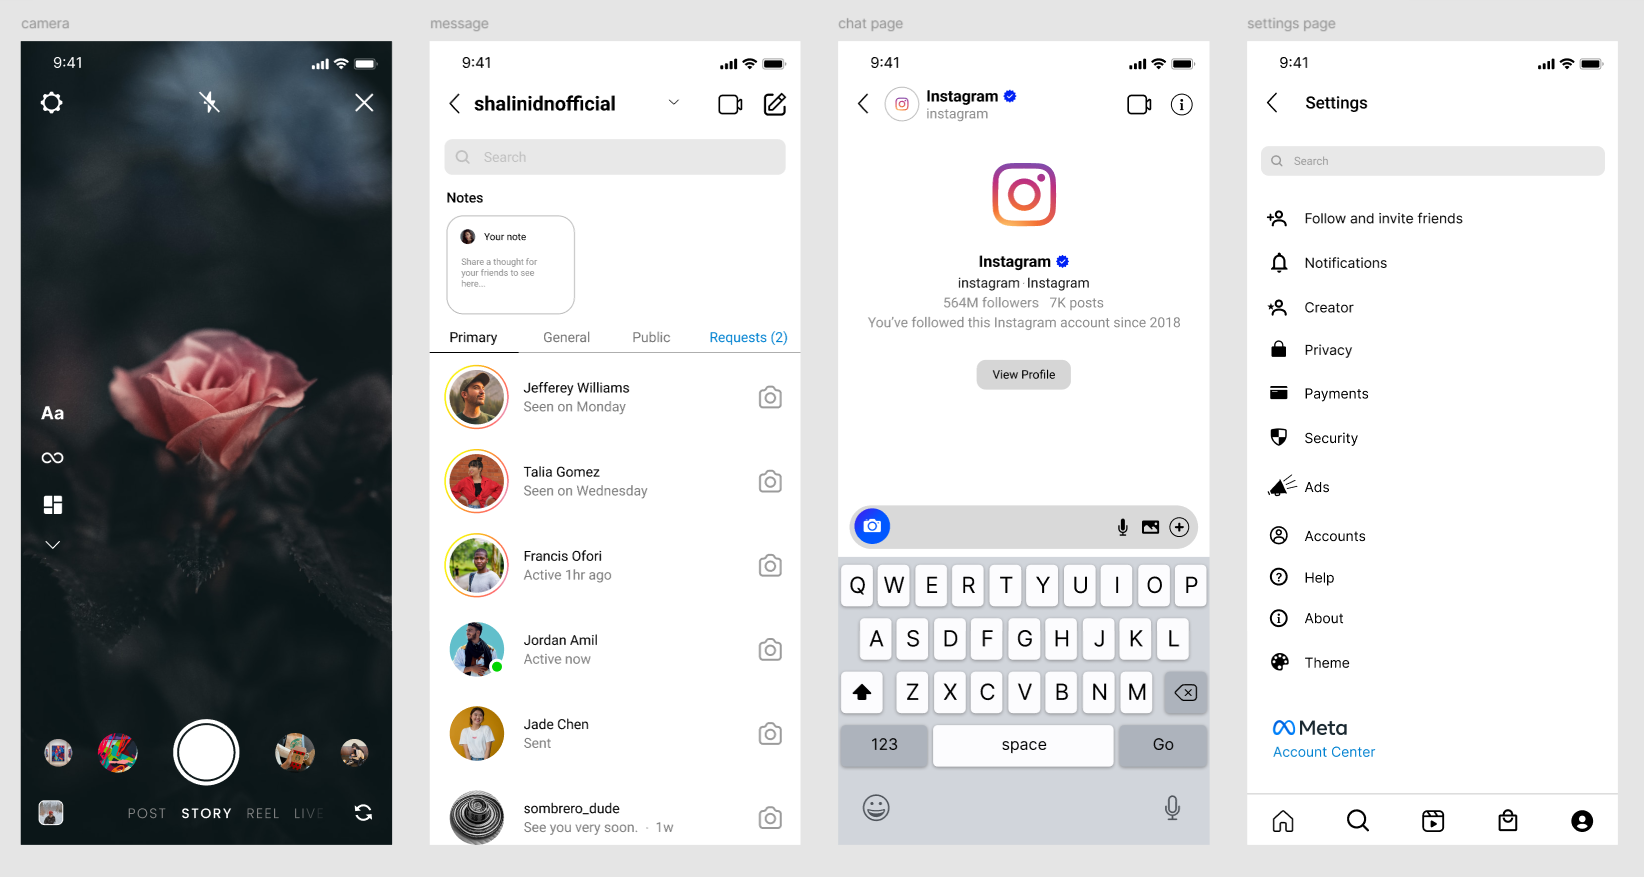 camera
9:41
Aa
POST STORY REEL LIVE
message
9:41
shalinidnofficial
Search
Notes
Your note
Share a thought for
your friends to see
here...
Primary General Public Requests (2)
Jefferey Williams
Seen on Monday
Talia Gomez
Seen on Wednesday
Francis Ofori
Active 1hr ago
Jordan Amil
Active now
Jade Chen
Sent
sombrero_dude
See you very soon. · 1w
chat page
9:41
Instagram
instagram
Instagram
instagram · Instagram
564M followers 7K posts
You've followed this Instagram account since 2018
View Profile
Q W E R T Y U I O P
A S D F G H J K L
Z X C V B N M
123 space Go
settings page
9:41
Settings
Search
Follow and invite friends
Notifications
Creator
Privacy
Payments
Security
Ads
Accounts
Help
About
Theme
Meta
Account Center